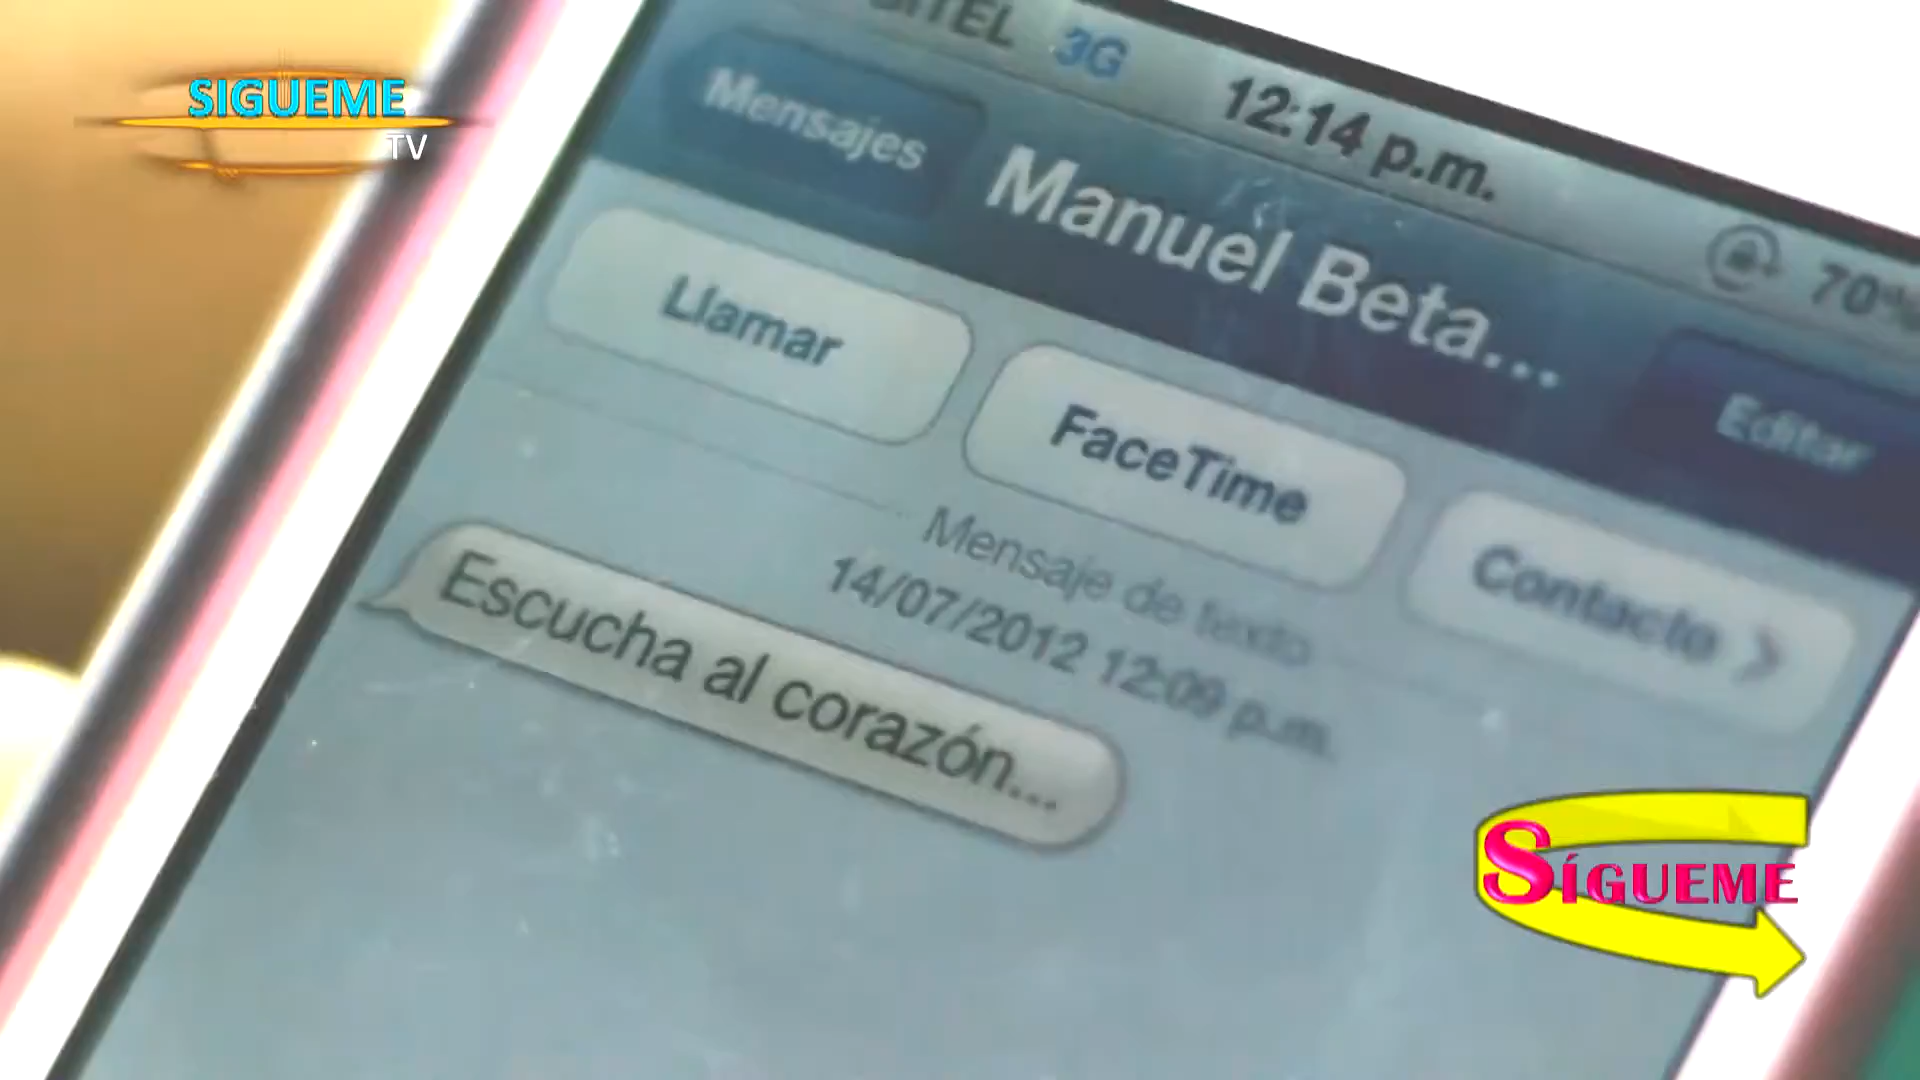 SIGUEME
TV
3G
12:14 p.m.
70%
Mensajes
Manuel Beta...
Editar
Llamar
FaceTime
Contacto
Mensaje de texto
14/07/2012 12:09 p.m.
Escucha al corazón...
SÍGUEME